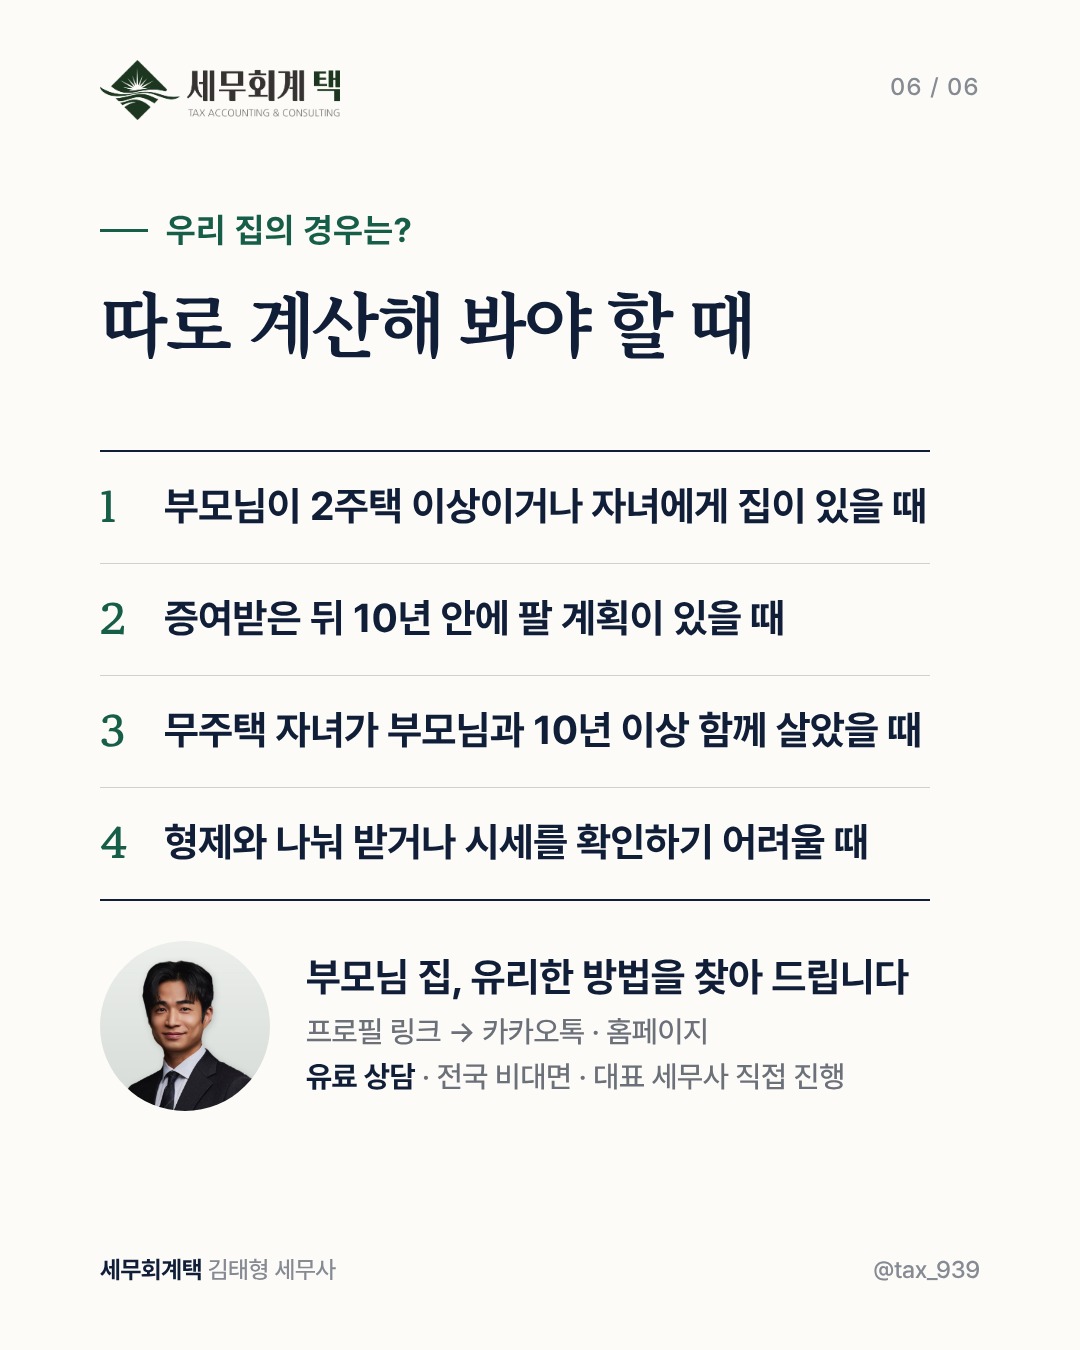 세무회계 택
TAX ACCOUNTING & CONSULTING
06 / 06
우리 집의 경우는?
따로 계산해 봐야 할 때
1 부모님이 2주택 이상이거나 자녀에게 집이 있을 때
2 증여받은 뒤 10년 안에 팔 계획이 있을 때
3 무주택 자녀가 부모님과 10년 이상 함께 살았을 때
4 형제와 나눠 받거나 시세를 확인하기 어려울 때
부모님 집, 유리한 방법을 찾아 드립니다
프로필 링크 → 카카오톡 · 홈페이지
유료 상담 · 전국 비대면 · 대표 세무사 직접 진행
세무회계택 김태형 세무사
@tax_939